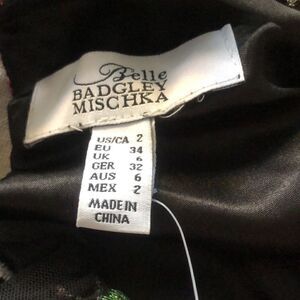 Belle
BADGLEY
MISCHKA
US/CA 2
EU 34
UK 6
GER 32
AUS 6
MEX 2
MADE IN
CHINA